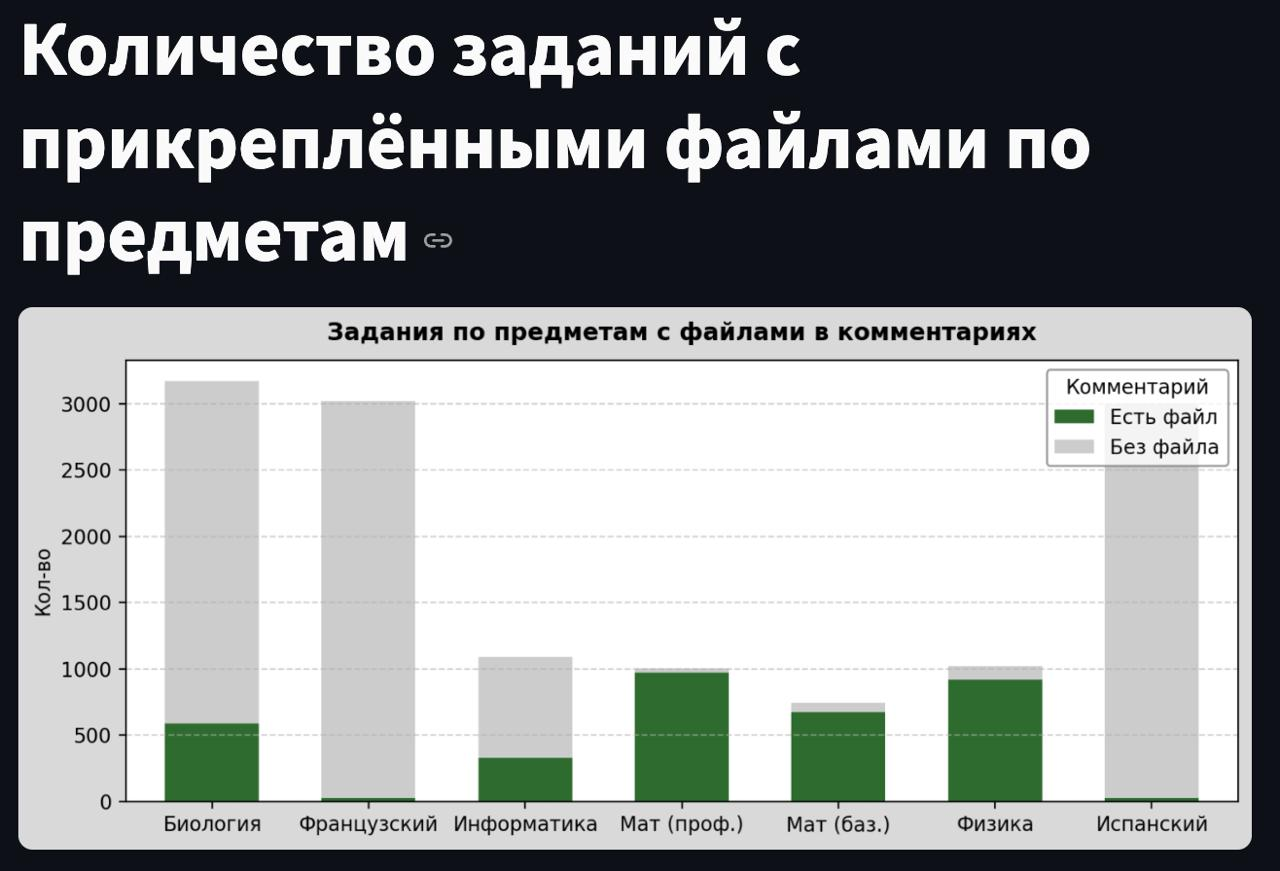 Количество заданий с
прикреплёнными файлами по
предметам
Задания по предметам с файлами в комментариях
Комментарий
Есть файл
Без файла
Кол-во
3000
2500
2000
1500
1000
500
0
Биология Французский Информатика Мат (проф.) Мат (баз.) Физика Испанский